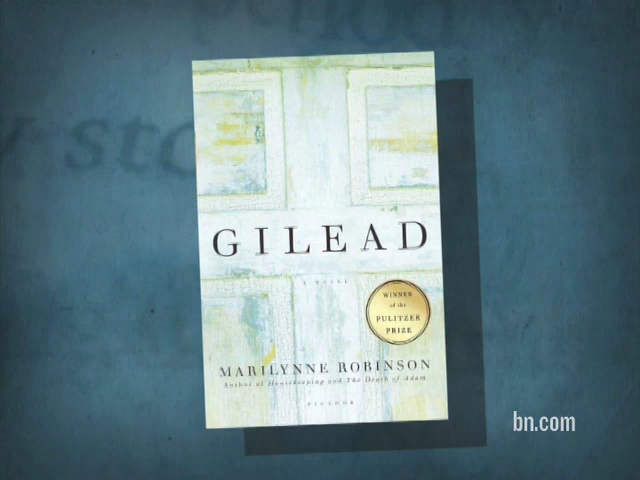 GILEAD
A NOVEL
WINNER
of the
PULITZER
PRIZE
MARILYNNE ROBINSON
Author of Housekeeping and The Death of Adam
PICADOR
bn.com